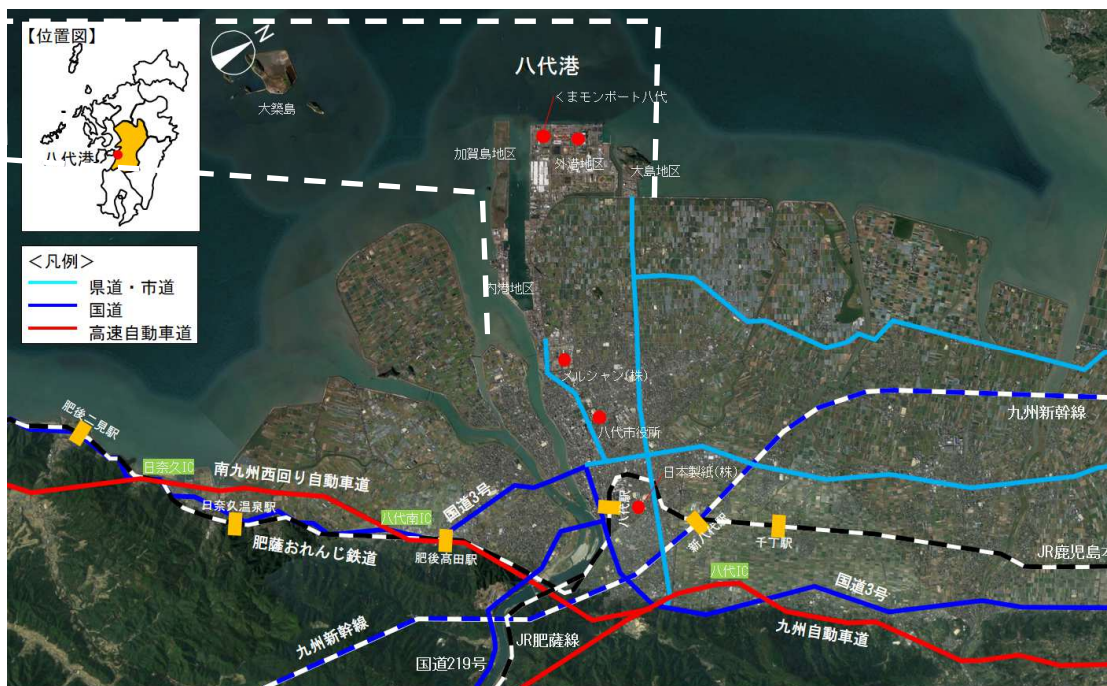 【位置図】
八代港
N
大築島
八代港
くまモンポート八代
加賀島地区
外港地区
大島地区
<凡例>
県道・市道
国道
高速自動車道
内港地区
メルシャン(株)
九州新幹線
肥後二見駅
八代市役所
日奈久IC
南九州西回り自動車道
国道3号
日本製紙(株)
日奈久温泉駅
八代南IC
八代駅
新八代駅
千丁駅
肥薩おれんじ鉄道
肥後高田駅
JR鹿児島本
八代IC
国道3号
九州新幹線
JR肥薩線
九州自動車道
国道219号